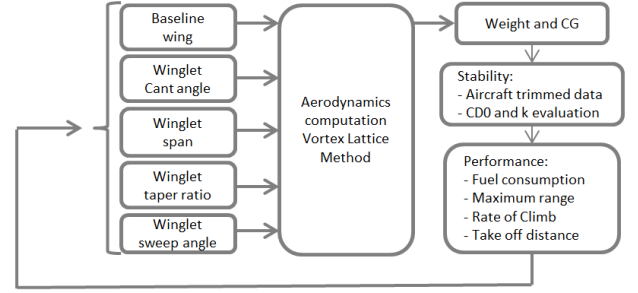 Baseline
wing
Winglet
Cant angle
Winglet
span
Winglet
taper ratio
Winglet
sweep angle
Aerodynamics
computation
Vortex Lattice
Method
Weight and CG
Stability:
- Aircraft trimmed data
- CD0 and k evaluation
Performance:
- Fuel consumption
- Maximum range
- Rate of Climb
- Take off distance